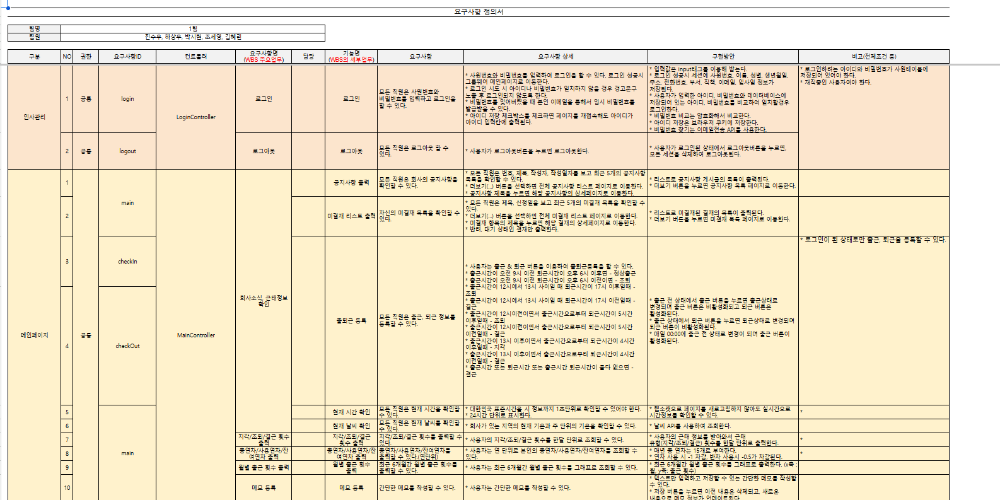 요구사항 정의서
팀명 1팀
팀원 진수우, 하상우, 박시현, 조세영, 김혜린
구분 NO 권한 요구사항ID 컨트롤러 요구사항명 (WBS 주요업무) 담당 기능명 (WBS의 세부업무) 요구사항 요구사항 상세 구현방안 비고(전제조건 등)
인사관리
1 공통 login
LoginController
로그인
로그인
모든 직원은 사원번호와
비밀번호를 입력하고 로그인을
할 수 있다.
* 사원번호와 비밀번호를 입력하여 로그인을 할 수 있다. 로그인 성공시
그룹웨어 메인페이지로 이동한다.
* 로그인 시도 시 아이디나 비밀번호가 일치하지 않을 경우 경고문구
노출 후 로그인되지 않도록 한다.
* 비밀번호를 잊어버렸을 때 본인 이메일을 통해서 임시 비밀번호를
발급받을 수 있다.
* 아이디 저장 체크박스를 체크하면 페이지를 재접속해도 아이디가
아이디 입력칸에 출력된다.
* 입력값은 input태그를 이용해 받는다.
* 로그인 성공시 세션에 사원번호, 이름, 성별, 생년월일,
주소, 전화번호, 부서, 직책, 이메일, 입사일 정보가
저장된다.
* 사용자가 입력한 아이디, 비밀번호와 데이터베이스에
저장되어 있는 아이디, 비밀번호를 비교하여 일치할경우
로그인한다.
* 비밀번호 비교는 암호화해서 비교한다.
* 아이디 저장은 브라우저 쿠키에 저장한다.
* 비밀번호 찾기는 이메일전송 API를 사용한다.
* 로그인하려는 아이디와 비밀번호가 사원테이블에
저장되어 있어야 한다.
* 재직중인 사용자여야 한다.
2 공통 logout
로그아웃
로그아웃
모든 직원은 로그아웃 할 수
있다.
* 사용자가 로그아웃버튼을 누르면 로그아웃한다.
* 사용자가 로그인된 상태에서 로그아웃버튼을 누르면,
모든 세션을 삭제하여 로그아웃된다.
메인페이지
공통
MainController
회사소식, 근태정보
확인
1
main
공지사항 출력
모든 직원은 회사의 공지사항을
확인할 수 있다.
* 모든 직원은 번호, 제목, 작성자, 작성일자를 보고 최근 5개의 공지사항
목록을 확인할 수 있다.
* 더보기(...) 버튼을 선택하면 전체 공지사항 리스트 페이지로 이동한다.
* 공지사항 제목을 누르면 해당 공지사항의 상세페이지로 이동한다.
* 리스트로 공지사항 게시글의 목록이 출력된다.
* 더보기 버튼을 누르면 공지사항 목록 페이지로 이동한다.
2
미결재 리스트 출력
자신의 미결재 목록을 확인할 수
있다.
* 모든 직원은 제목, 신청일을 보고 최근 5개의 미결재 목록을 확인할 수
있다.
* 더보기(...) 버튼을 선택하면 전체 미결재 리스트 페이지로 이동한다.
* 미결재 항목의 제목을 누르면 해당 결재의 상세페이지로 이동한다.
* 반려, 대기 상태인 결재만 출력한다.
* 리스트로 미결재된 결재의 목록이 출력된다.
* 더보기 버튼을 누르면 미결재 목록 페이지로 이동한다.
3 checkIn
4 checkOut
출퇴근 등록
모든 직원은 출근, 퇴근 정보를
등록할 수 있다.
* 사용자는 출근 & 퇴근 버튼을 이용하여 출퇴근등록을 할 수 있다.
* 출근시간이 오전 9시 이전 퇴근시간이 오후 6시 이후면 - 정상출근
* 출근시간이 오전 9시 이전 퇴근시간이 오후 6시 이전이면 - 조퇴
* 출근시간이 12시에서 13시 사이일 때 퇴근시간이 17시 이후일때 -
조퇴
* 출근시간이 12시에서 13시 사이일 때 퇴근시간이 17시 이전일때 -
결근
* 출근시간이 12시이전이면서 출근시간으로부터 퇴근시간이 5시간
이후일때 - 조퇴
* 출근시간이 12시이전이면서 출근시간으로부터 퇴근시간이 5시간
이전일때 - 결근
* 출근시간이 13시 이후이면서 출근시간으로부터 퇴근시간이 4시간
이후일때 - 지각
* 출근시간이 13시 이후이면서 출근시간으로부터 퇴근시간이 4시간
이전일때 - 결근
* 출근시간 또는 퇴근시간 또는 출근시간 퇴근시간이 둘다 없으면 -
결근
* 출근 전 상태에서 출근 버튼을 누르면 출근상태로
변경되며 출근 버튼은 비활성화되고 퇴근 버튼은
활성화된다.
* 출근 상태에서 퇴근 버튼을 누르면 퇴근상태로 변경되며
퇴근 버튼이 비활성화된다.
* 매일 00:00에 출근 전 상태로 변경이 되며 출근 버튼이
활성화된다.
* 로그인이 된 상태로만 출근, 퇴근을 등록할 수 있다.
main
5
현재 시간 확인
모든 직원은 현재 시간을 확인할
수 있다.
* 대한민국 표준시간을 시 정보까지 1초단위로 확인할 수 있어야 한다.
* 24시간 단위로 표시한다.
* 웹소캣으로 페이지를 새로고침하지 않아도 실시간으로
시간정보를 확인할 수 있다.
*
6
현재 날씨 확인
모든 직원은 현재 날씨를 확인할
수 있다.
* 회사가 있는 지역의 현재 기온과 주 단위의 기온을 확인할 수 있다.
* 날씨 API를 사용하여 조회한다.
7
지각/조퇴/결근 횟수
출력
지각/조퇴/결근
횟수 출력
지각/조퇴/결근 횟수를 출력할 수
있다.
* 사용자의 지각/조퇴/결근 횟수를 한달 단위로 조회할 수 있다.
* 사용자의 근태 정보를 받아와서 근태
유형(지각/조퇴/결근) 횟수를 한달 단위로 출력한다.
*
8
총연차/사용연차/잔
여연차 출력
총연차/사용연차/잔
여연차 출력
총연차/사용연차/잔여연차를
출력할 수 있다.(연단위)
* 사용자는 연 단위로 본인의 총연차/사용연차/잔여연차를 조회할 수
있다.
* 매년 총 연차는 15개로 부여한다.
* 연차 사용 시 -1 차감, 반차 사용시 -0.5가 차감된다.
*
9
월별 출근 횟수 출력
월별 출근 횟수
출력
최근 6개월간 월별 출근 횟수를
출력할 수 있다.
* 사용자는 최근 6개월간 월별 출근 횟수를 그래프로 조회할 수 있다.
* 최근 6개월간 월별 출근 횟수를 그래프로 출력한다. (x축 :
월, y축: 출근 횟수)
10
메모 등록
메모 등록
간단한 메모를 작성할 수 있다.
* 사용자는 간단한 메모를 작성할 수 있다.
* 텍스트만 입력하고 저장할 수 있는 간단한 메모를 작성할
수 있다.
* 저장 버튼을 누르면 이전 내용은 삭제되고, 새로운
내용으로 메모 정보가 업데이트된다.